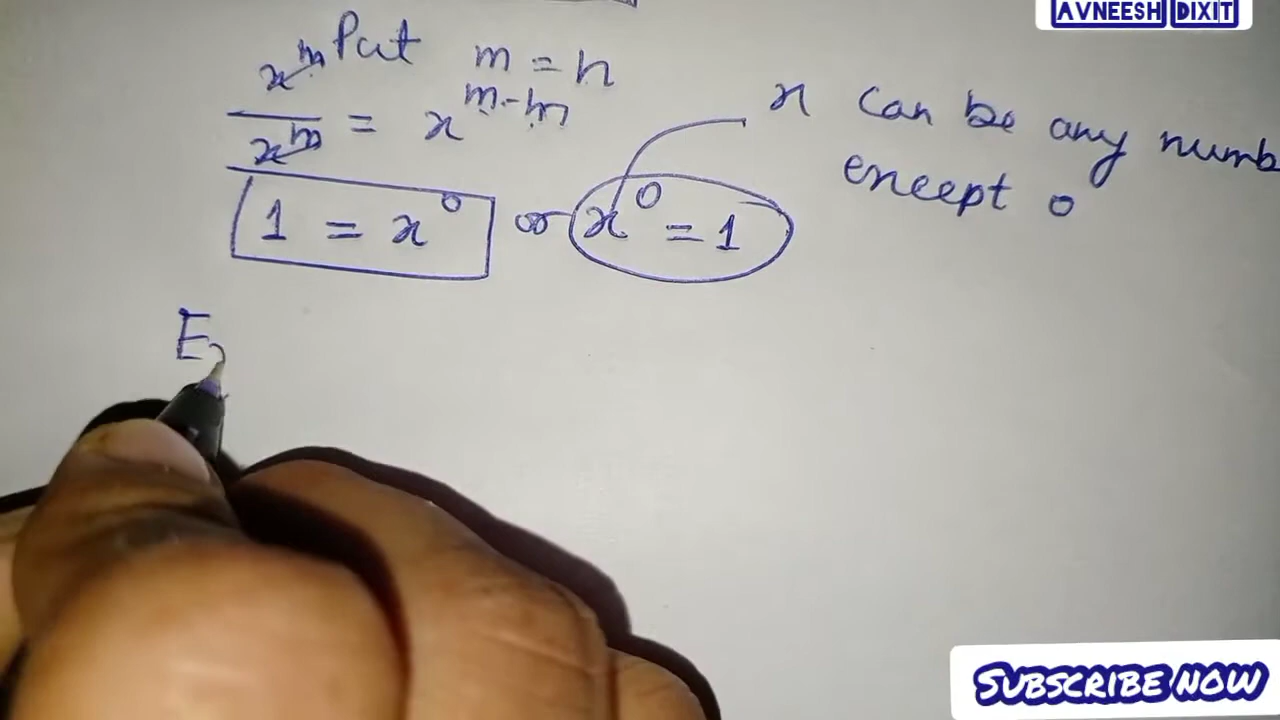 AVNEESH DIXIT
Put m = n
x^m / x^m = x^m-m
x can be any numb
except 0
1 = x^0 or x^0 = 1
E
SUBSCRIBE NOW